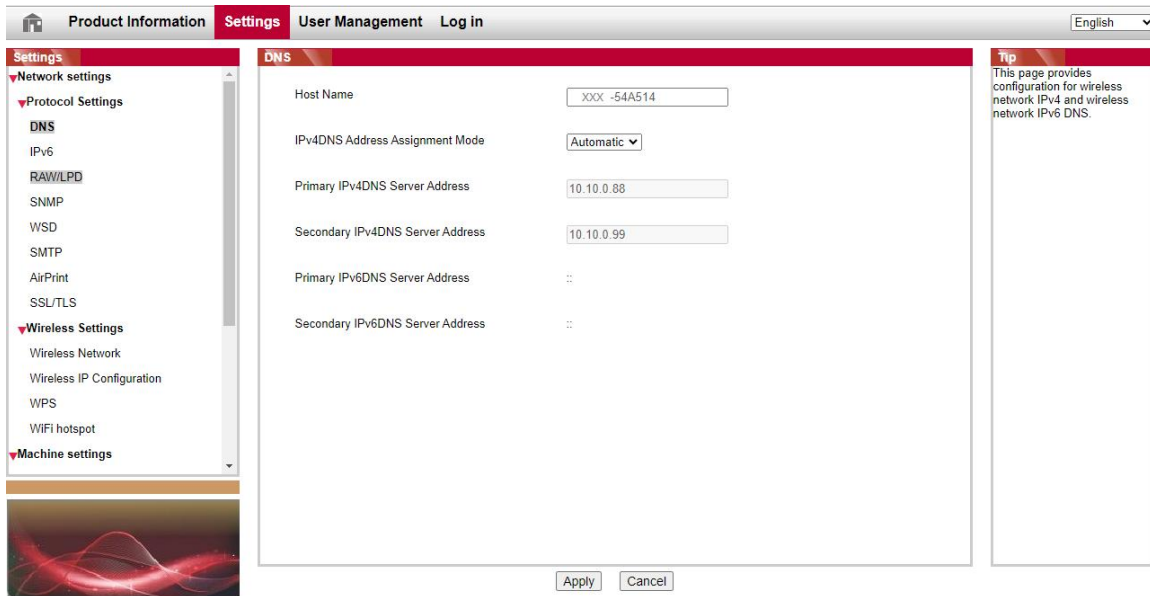 Product Information Settings User Management Log in English
Settings
Network settings
Protocol Settings
DNS
IPv6
RAW/LPD
SNMP
WSD
SMTP
AirPrint
SSL/TLS
Wireless Settings
Wireless Network
Wireless IP Configuration
WPS
WiFi hotspot
Machine settings
DNS
Host Name XXX -54A514
IPv4DNS Address Assignment Mode Automatic
Primary IPv4DNS Server Address 10.10.0.88
Secondary IPv4DNS Server Address 10.10.0.99
Primary IPv6DNS Server Address ::
Secondary IPv6DNS Server Address ::
Apply Cancel
Tip
This page provides
configuration for wireless
network IPv4 and wireless
network IPv6 DNS.